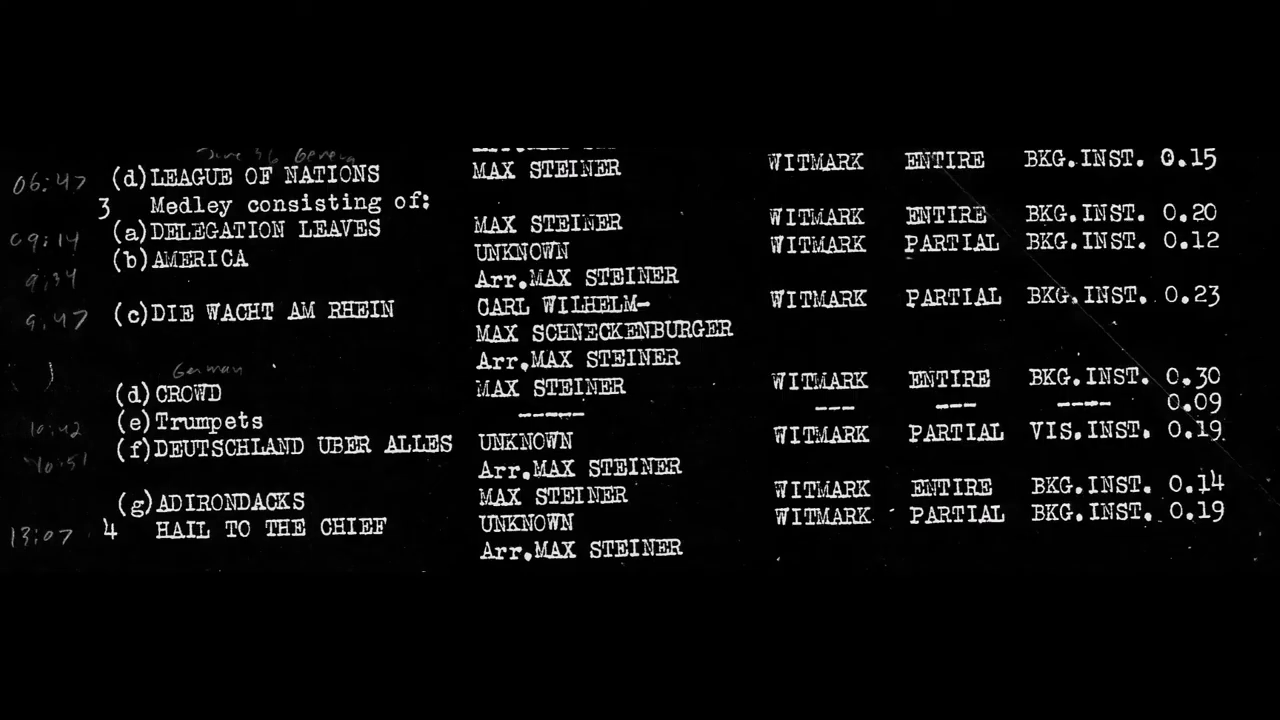 June 36 Geneva
06:47 (d)LEAGUE OF NATIONS MAX STEINER WITMARK ENTIRE BKG.INST. 0.15
3 Medley consisting of:
09:14 (a)DELEGATION LEAVES MAX STEINER WITMARK ENTIRE BKG.INST. 0.20
9:34 (b)AMERICA UNKNOWN WITMARK PARTIAL BKG.INST. 0.12
Arr.MAX STEINER
9:47 (c)DIE WACHT AM RHEIN CARL WILHELM- WITMARK PARTIAL BKG.INST. 0.23
MAX SCHNECKENBURGER
Arr.MAX STEINER
German
(d)CROWD MAX STEINER WITMARK ENTIRE BKG.INST. 0.30
10:42 (e)Trumpets ----- --- --- ---- 0.09
10:51 (f)DEUTSCHLAND UBER ALLES UNKNOWN WITMARK PARTIAL VIS.INST. 0.19
Arr.MAX STEINER
(g)ADIRONDACKS MAX STEINER WITMARK ENTIRE BKG.INST. 0.14
13:07 4 HAIL TO THE CHIEF UNKNOWN WITMARK PARTIAL BKG.INST. 0.19
Arr.MAX STEINER